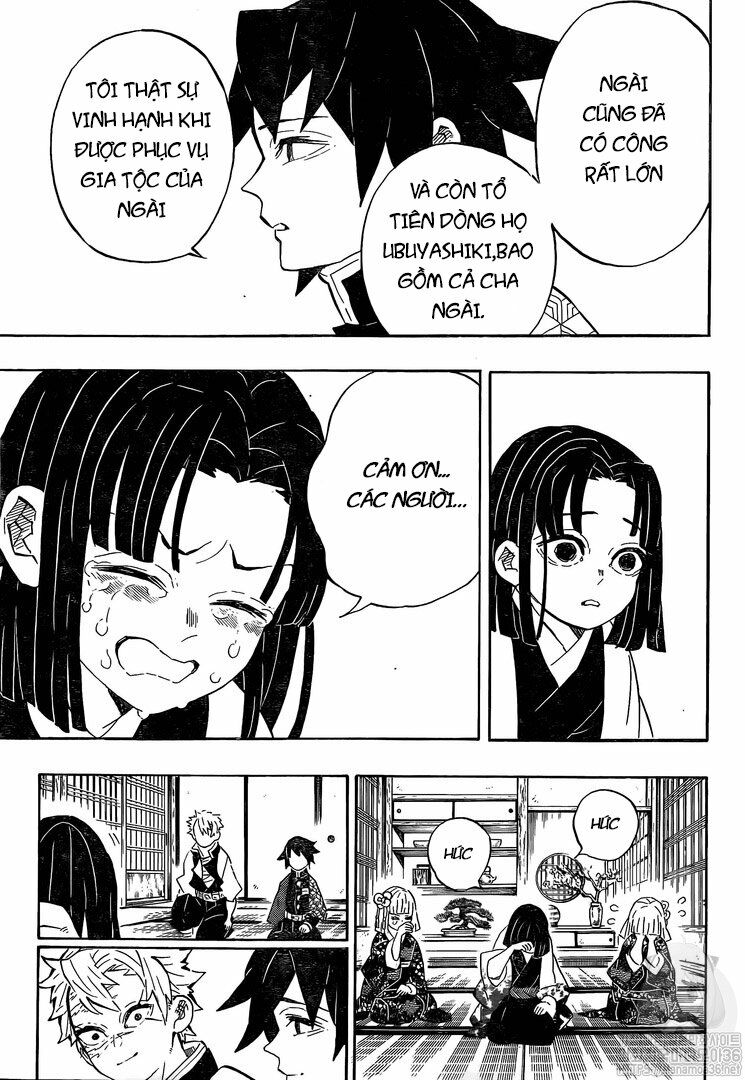 NGÀI
CŨNG ĐÃ
CÓ CÔNG
RẤT LỚN
VÀ CÒN TỔ
TIÊN DÒNG HỌ
UBUYASHIKI,BAO
GỒM CẢ CHA
NGÀI.
TÔI THẬT SỰ
VINH HẠNH KHI
ĐƯỢC PHỤC VỤ
GIA TỘC CỦA
NGÀI
CẢM ƠN...
CÁC NGƯỜI...
HỨC
HỨC